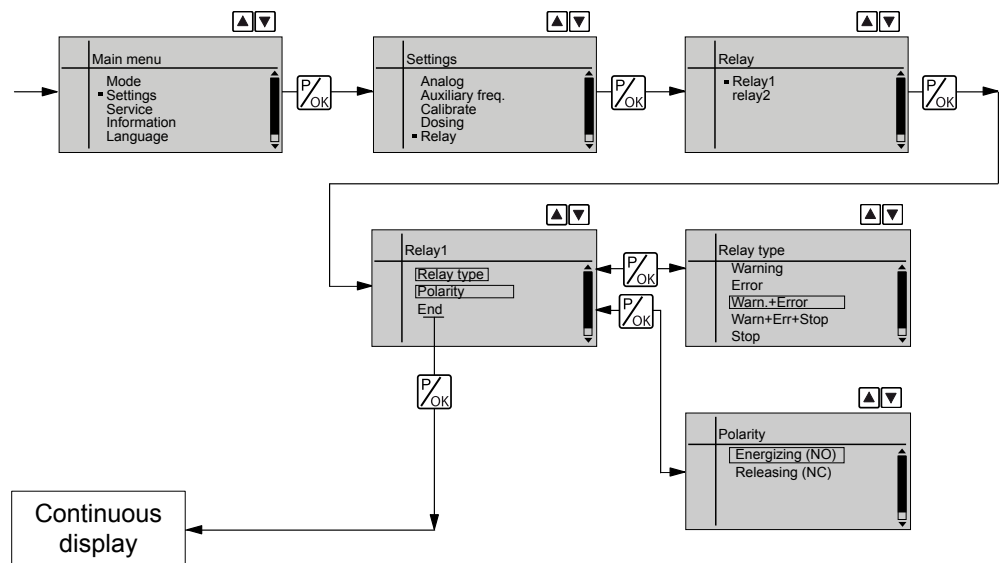 Main menu
Mode
Settings
Service
Information
Language
P/OK
Settings
Analog
Auxiliary freq.
Calibrate
Dosing
Relay
P/OK
Relay
Relay1
relay2
P/OK
Relay1
Relay type
Polarity
End
P/OK
P/OK
Relay type
Warning
Error
Warn.+Error
Warn+Err+Stop
Stop
P/OK
Polarity
Energizing (NO)
Releasing (NC)
Continuous
display